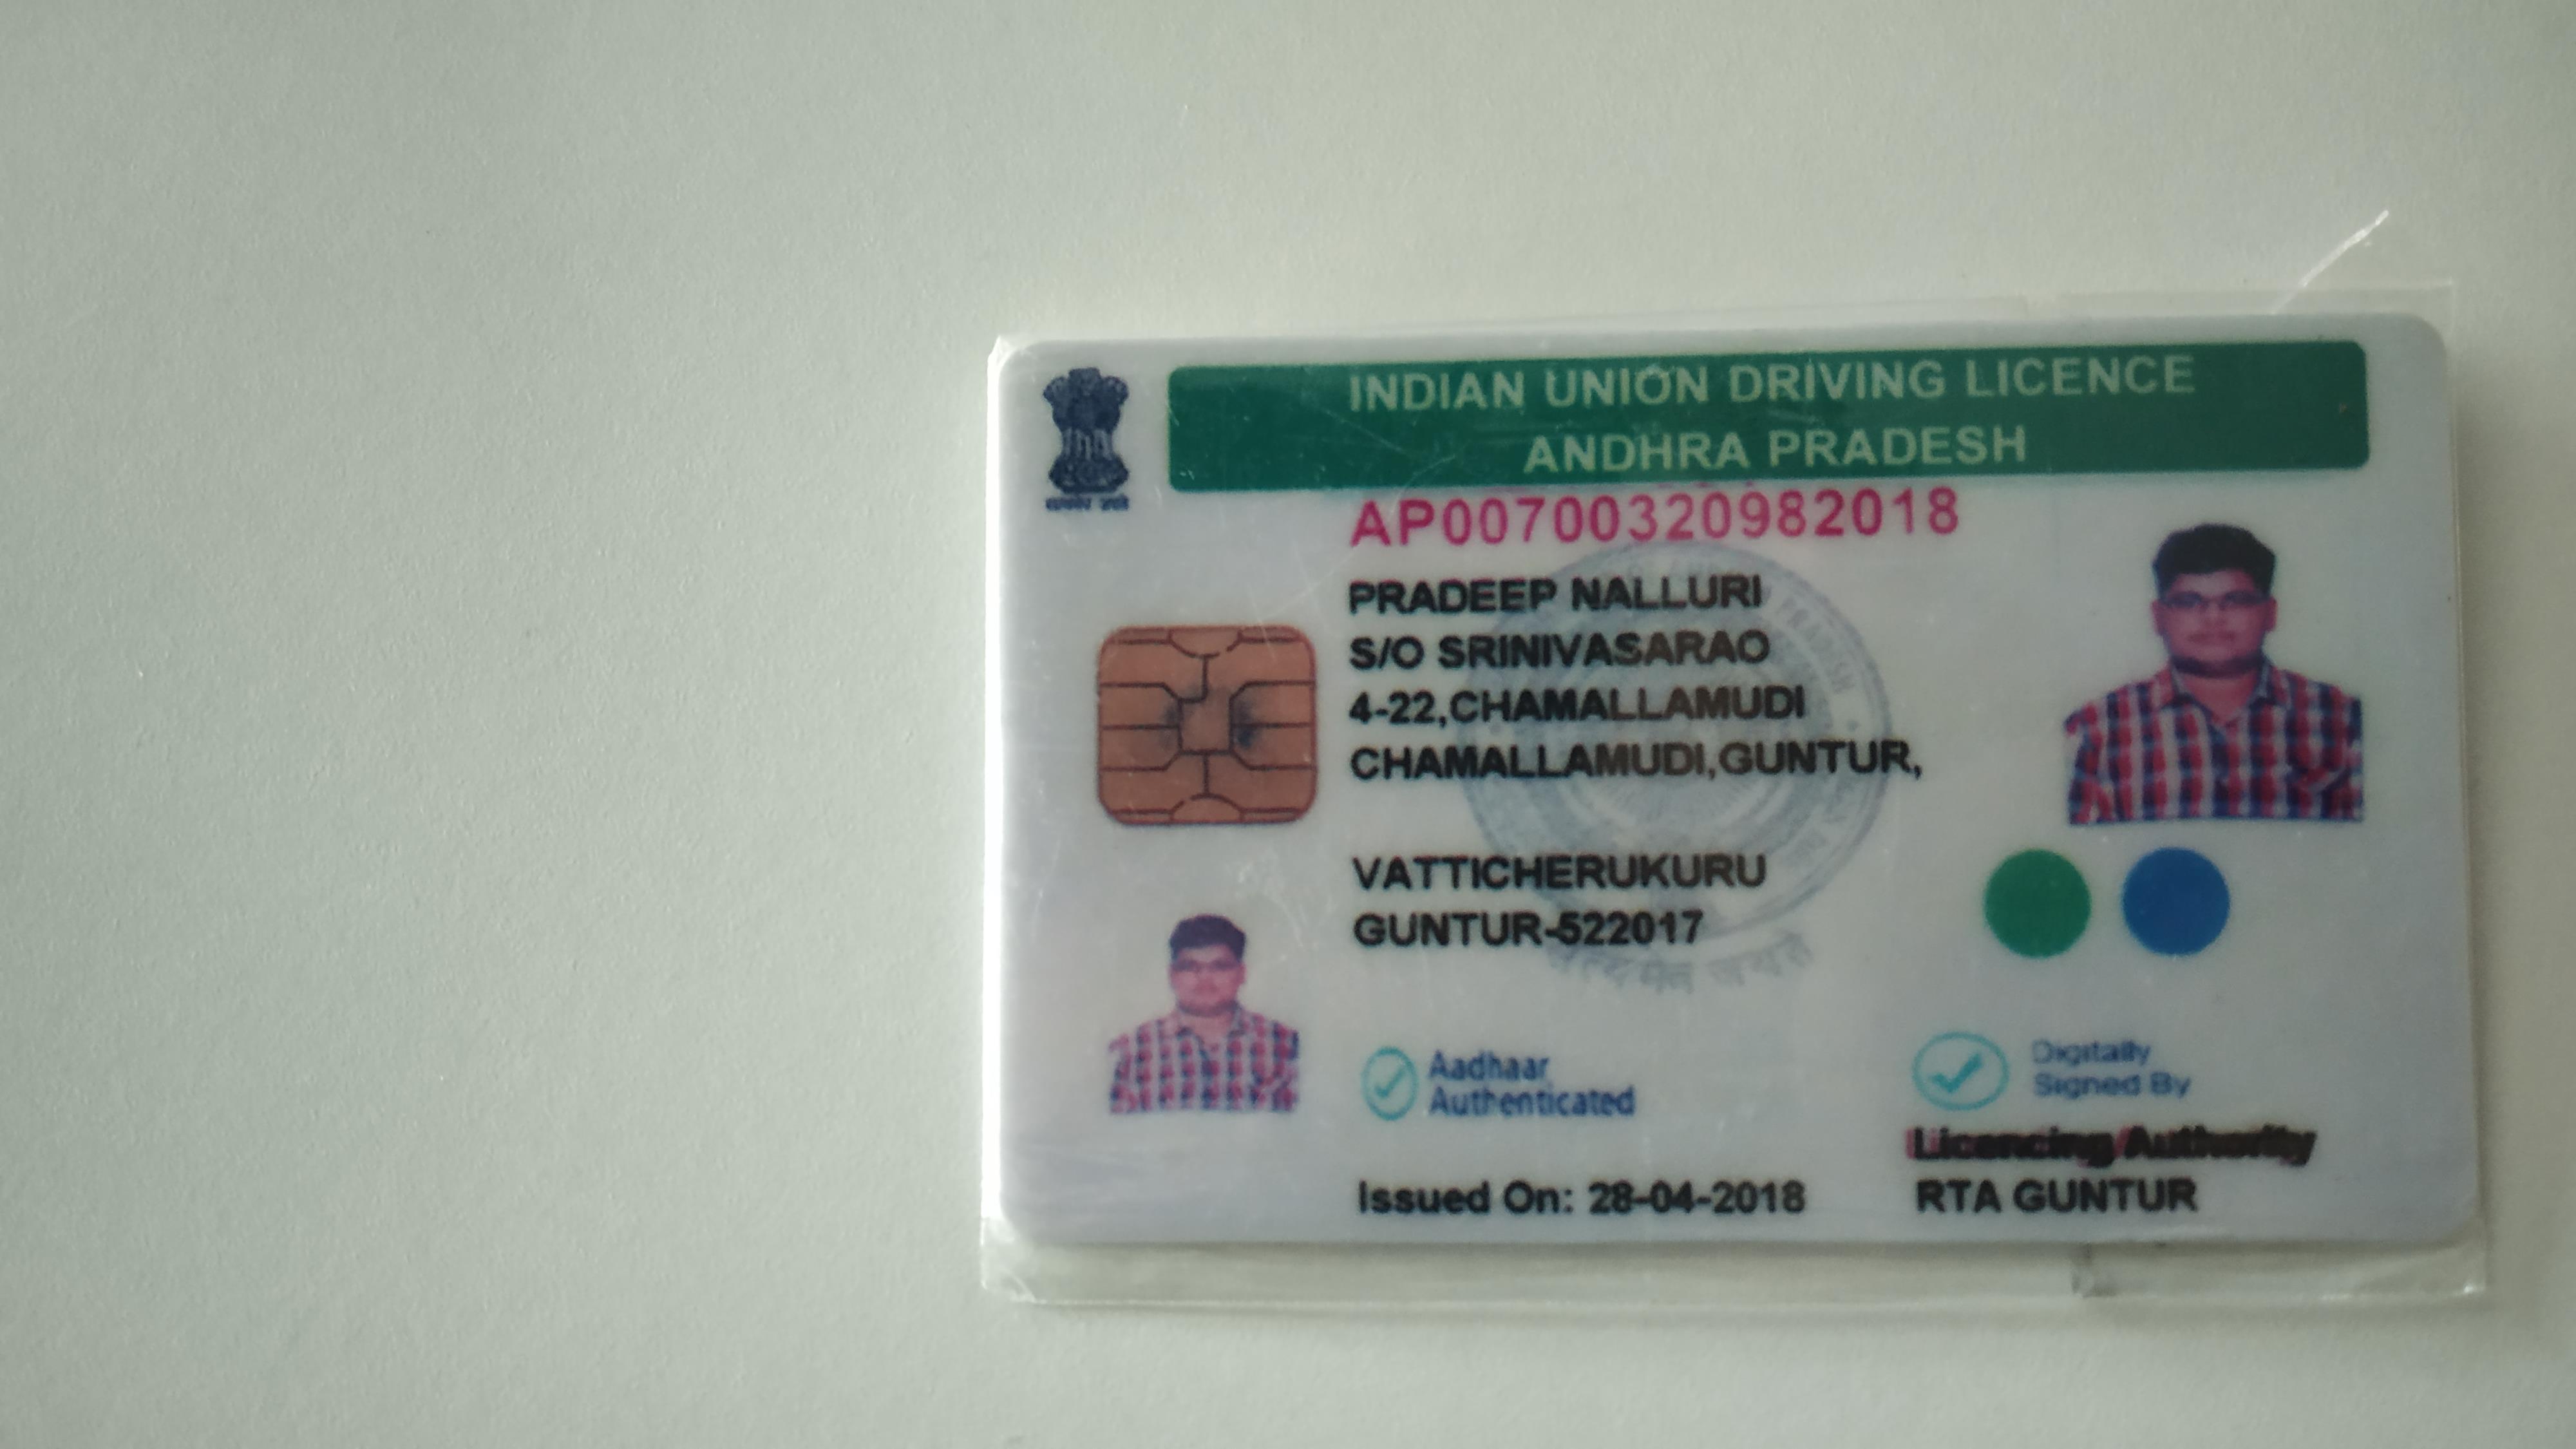 INDIAN UNION DRIVING LICENCE
ANDHRA PRADESH
AP00700320982018
PRADEEP NALLURI
S/O SRINIVASARAO
4-22,CHAMALLAMUDI
CHAMALLAMUDI,GUNTUR,
VATTICHERUKURU
GUNTUR-522017
Aadhaar
Authenticated
Digitally
Signed By
Licencing Authority
Issued On: 28-04-2018
RTA GUNTUR